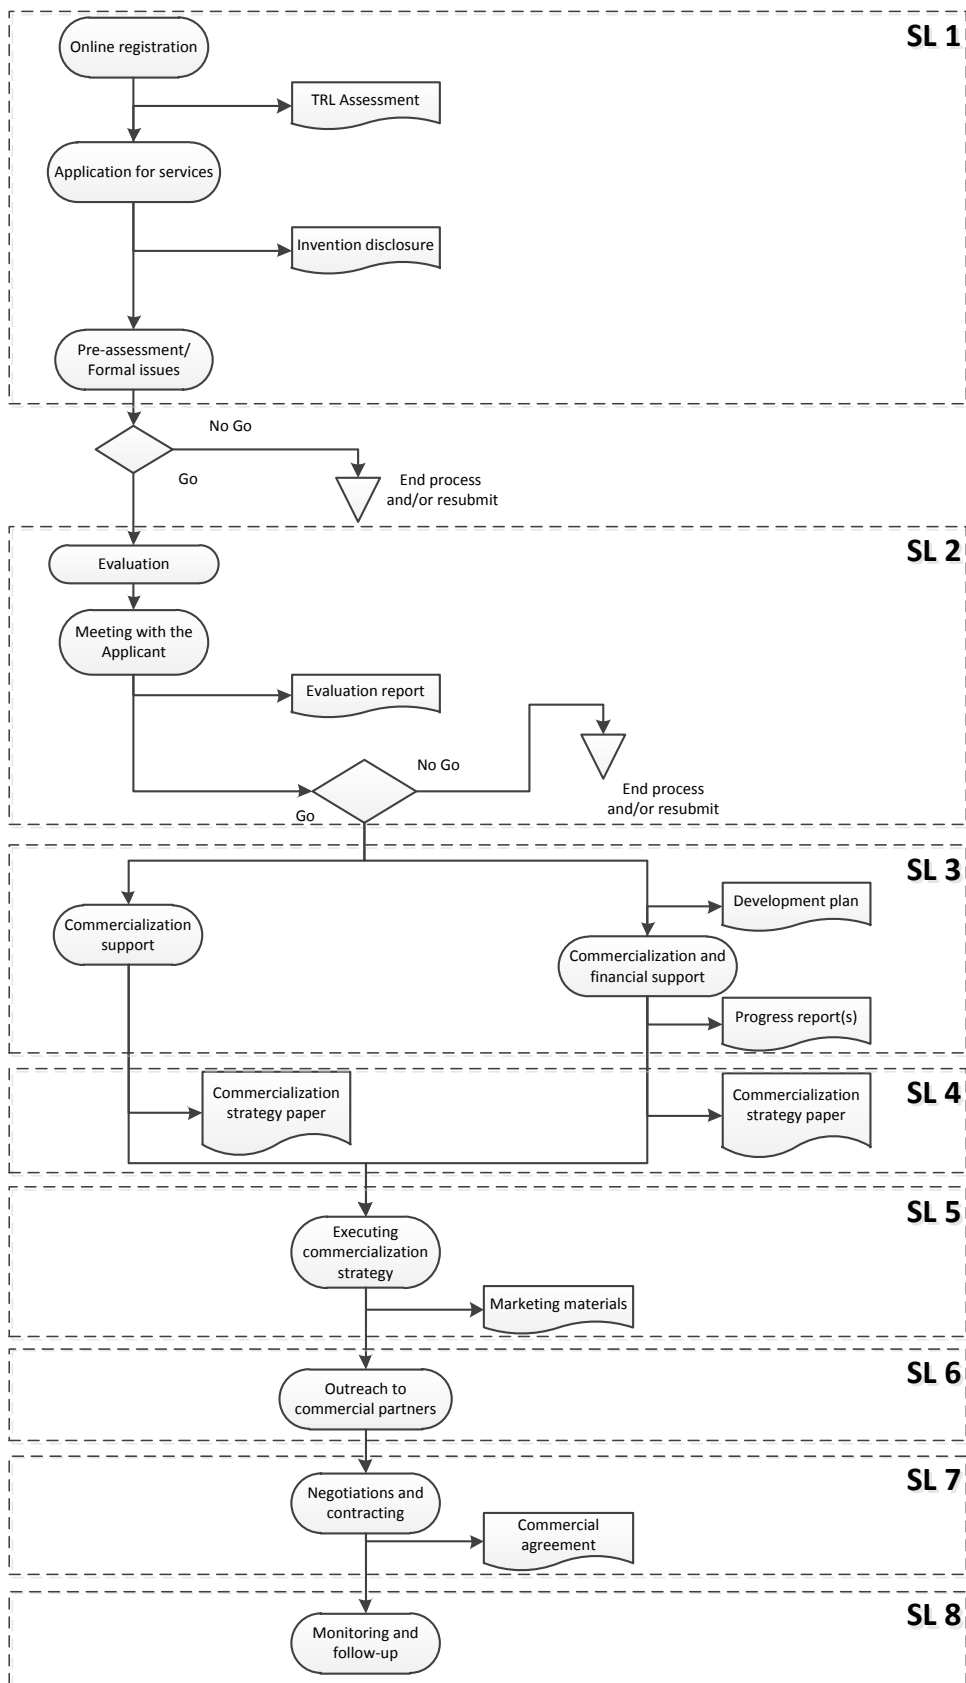 SL 1
Online registration
TRL Assessment
Application for services
Invention disclosure
Pre-assessment/
Formal issues
No Go
Go
End process
and/or resubmit
SL 2
Evaluation
Meeting with the
Applicant
Evaluation report
No Go
Go
End process
and/or resubmit
SL 3
Development plan
Commercialization
support
Commercialization and
financial support
Progress report(s)
SL 4
Commercialization
strategy paper
Commercialization
strategy paper
SL 5
Executing
commercialization
strategy
Marketing materials
SL 6
Outreach to
commercial partners
SL 7
Negotiations and
contracting
Commercial
agreement
SL 8
Monitoring and
follow-up